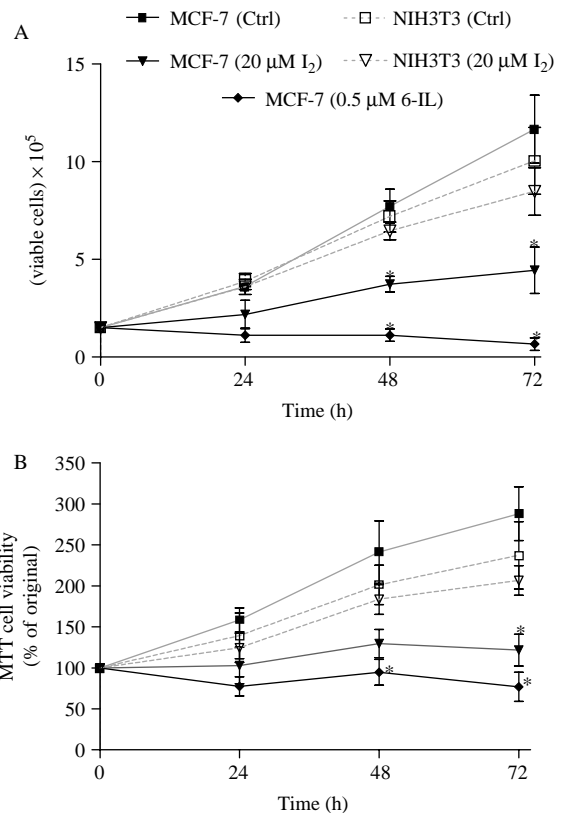 A
MCF-7 (Ctrl) NIH3T3 (Ctrl)
MCF-7 (20 μM I₂) NIH3T3 (20 μM I₂)
MCF-7 (0.5 μM 6-IL)
15
10
5
0
(viable cells) × 10⁵
* * * *
0 24 48 72
Time (h)
B
350
300
250
200
150
100
50
0
MTT cell viability
(% of original)
* * *
0 24 48 72
Time (h)